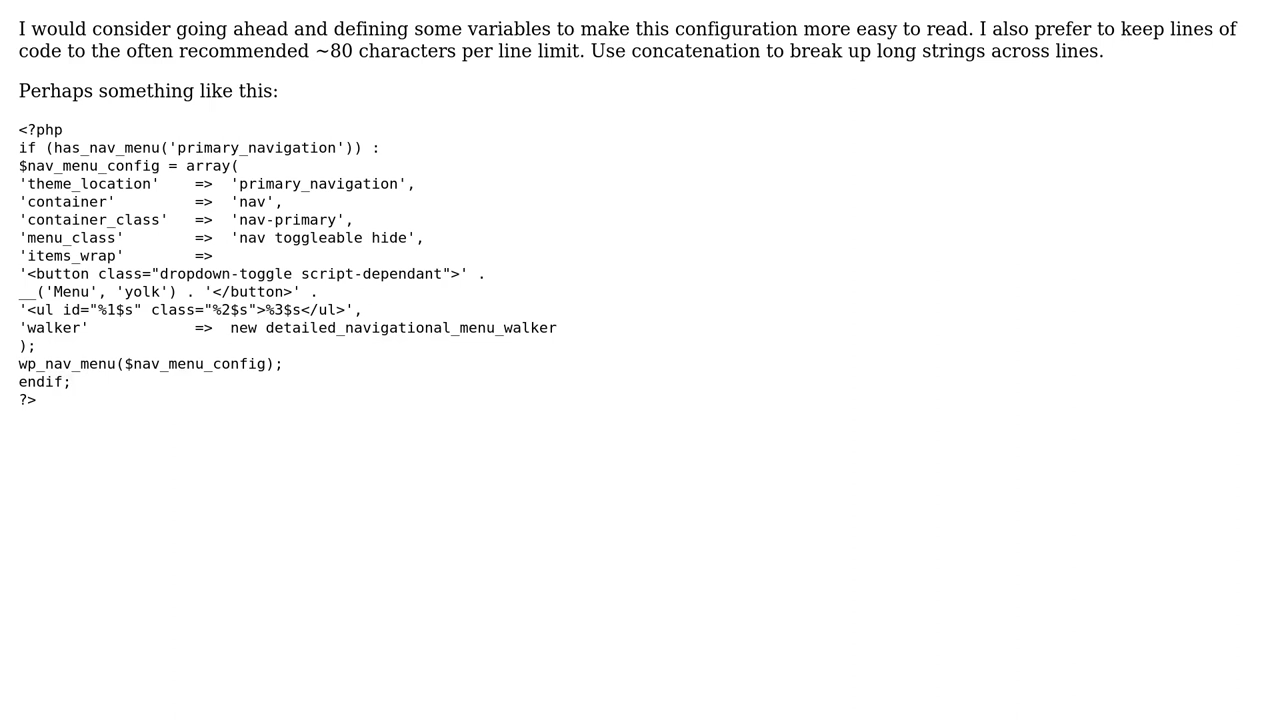 I would consider going ahead and defining some variables to make this configuration more easy to read. I also prefer to keep lines of
code to the often recommended ~80 characters per line limit. Use concatenation to break up long strings across lines.
Perhaps something like this:
<?php
if (has_nav_menu('primary_navigation')) :
$nav_menu_config = array(
'theme_location'    =>  'primary_navigation',
'container'         =>  'nav',
'container_class'   =>  'nav-primary',
'menu_class'        =>  'nav toggleable hide',
'items_wrap'        =>
'<button class="dropdown-toggle script-dependant">' .
__('Menu', 'yolk') . '</button>' .
'<ul id="%1$s" class="%2$s">%3$s</ul>',
'walker'            =>  new detailed_navigational_menu_walker
);
wp_nav_menu($nav_menu_config);
endif;
?>